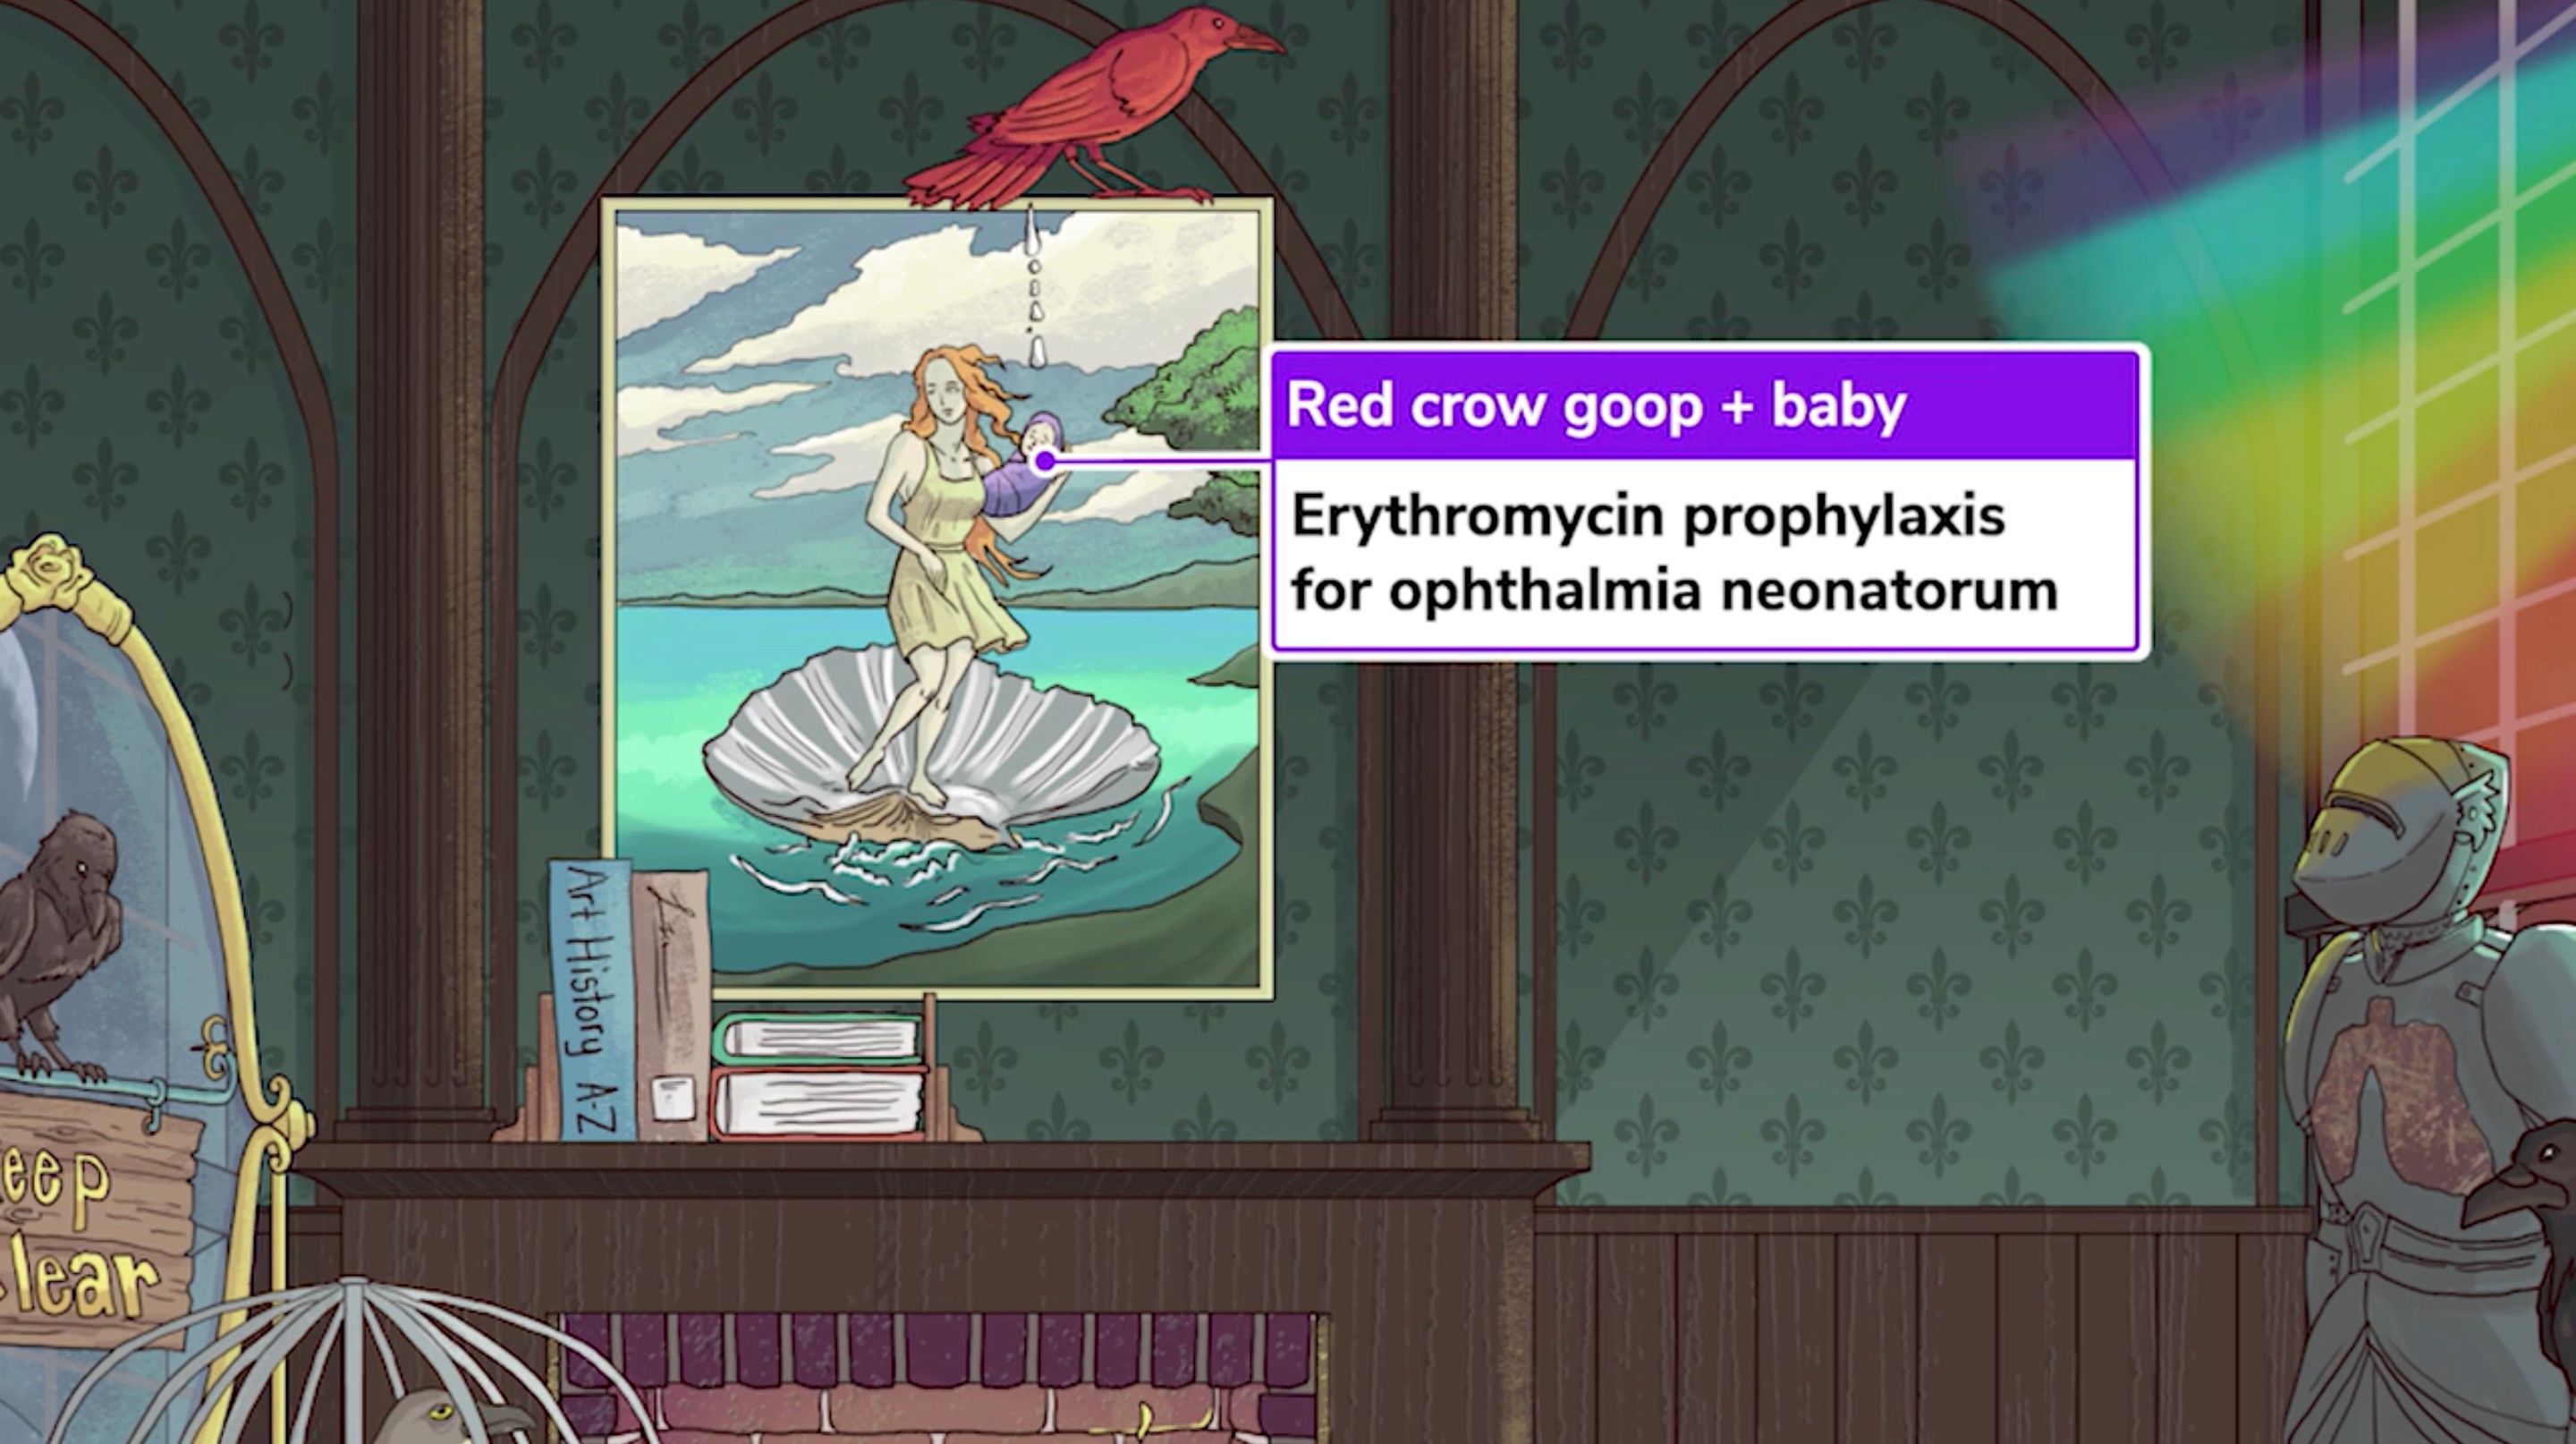 Red crow goop + baby
Erythromycin prophylaxis
for ophthalmia neonatorum
Art History A-Z
eep
lear